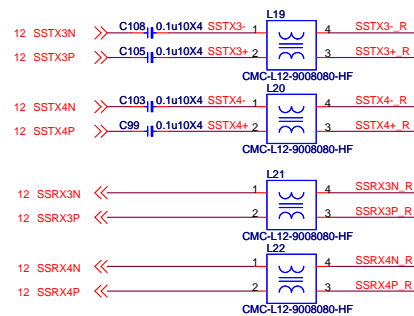 L19
12 SSTX3N C108 0.1u10X4 SSTX3- 1 4 SSTX3-_R
12 SSTX3P C105 0.1u10X4 SSTX3+ 2 3 SSTX3+_R
CMC-L12-9008080-HF
L20
12 SSTX4N C103 0.1u10X4 SSTX4- 1 4 SSTX4-_R
12 SSTX4P C99 0.1u10X4 SSTX4+ 2 3 SSTX4+_R
CMC-L12-9008080-HF
L21
12 SSRX3N 1 4 SSRX3N_R
12 SSRX3P 2 3 SSRX3P_R
CMC-L12-9008080-HF
L22
12 SSRX4N 1 4 SSRX4N_R
12 SSRX4P 2 3 SSRX4P_R
CMC-L12-9008080-HF